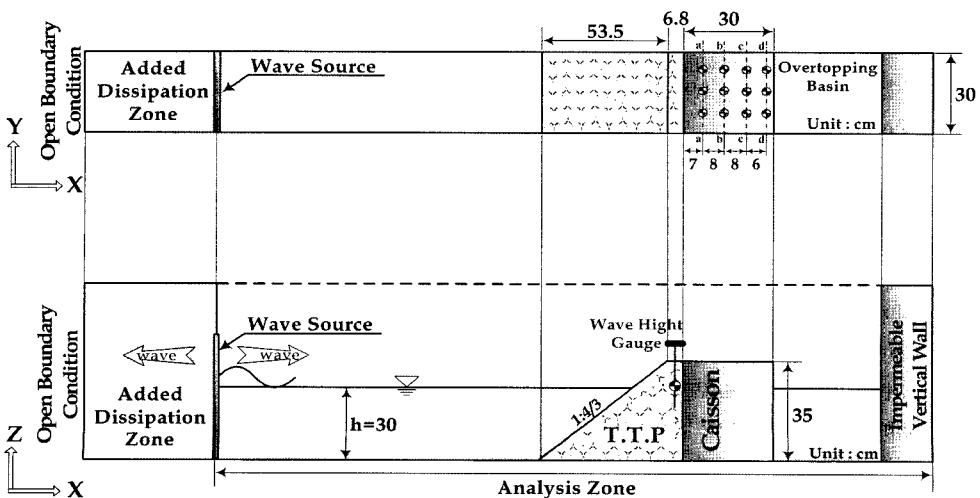 53.5
6.8
30
a
b
c
d
Open Boundary
Condition
Added
Dissipation
Zone
Wave Source
Overtopping
Basin
Unit : cm
30
a
b
c
d
7
8
8
6
Y
X
Open Boundary
Condition
Wave Source
wave
wave
Added
Dissipation
Zone
h=30
Wave Hight
Gauge
1:4/3
T.T.P
Caisson
35
Impermeable
Vertical Wall
Unit : cm
Z
X
Analysis Zone